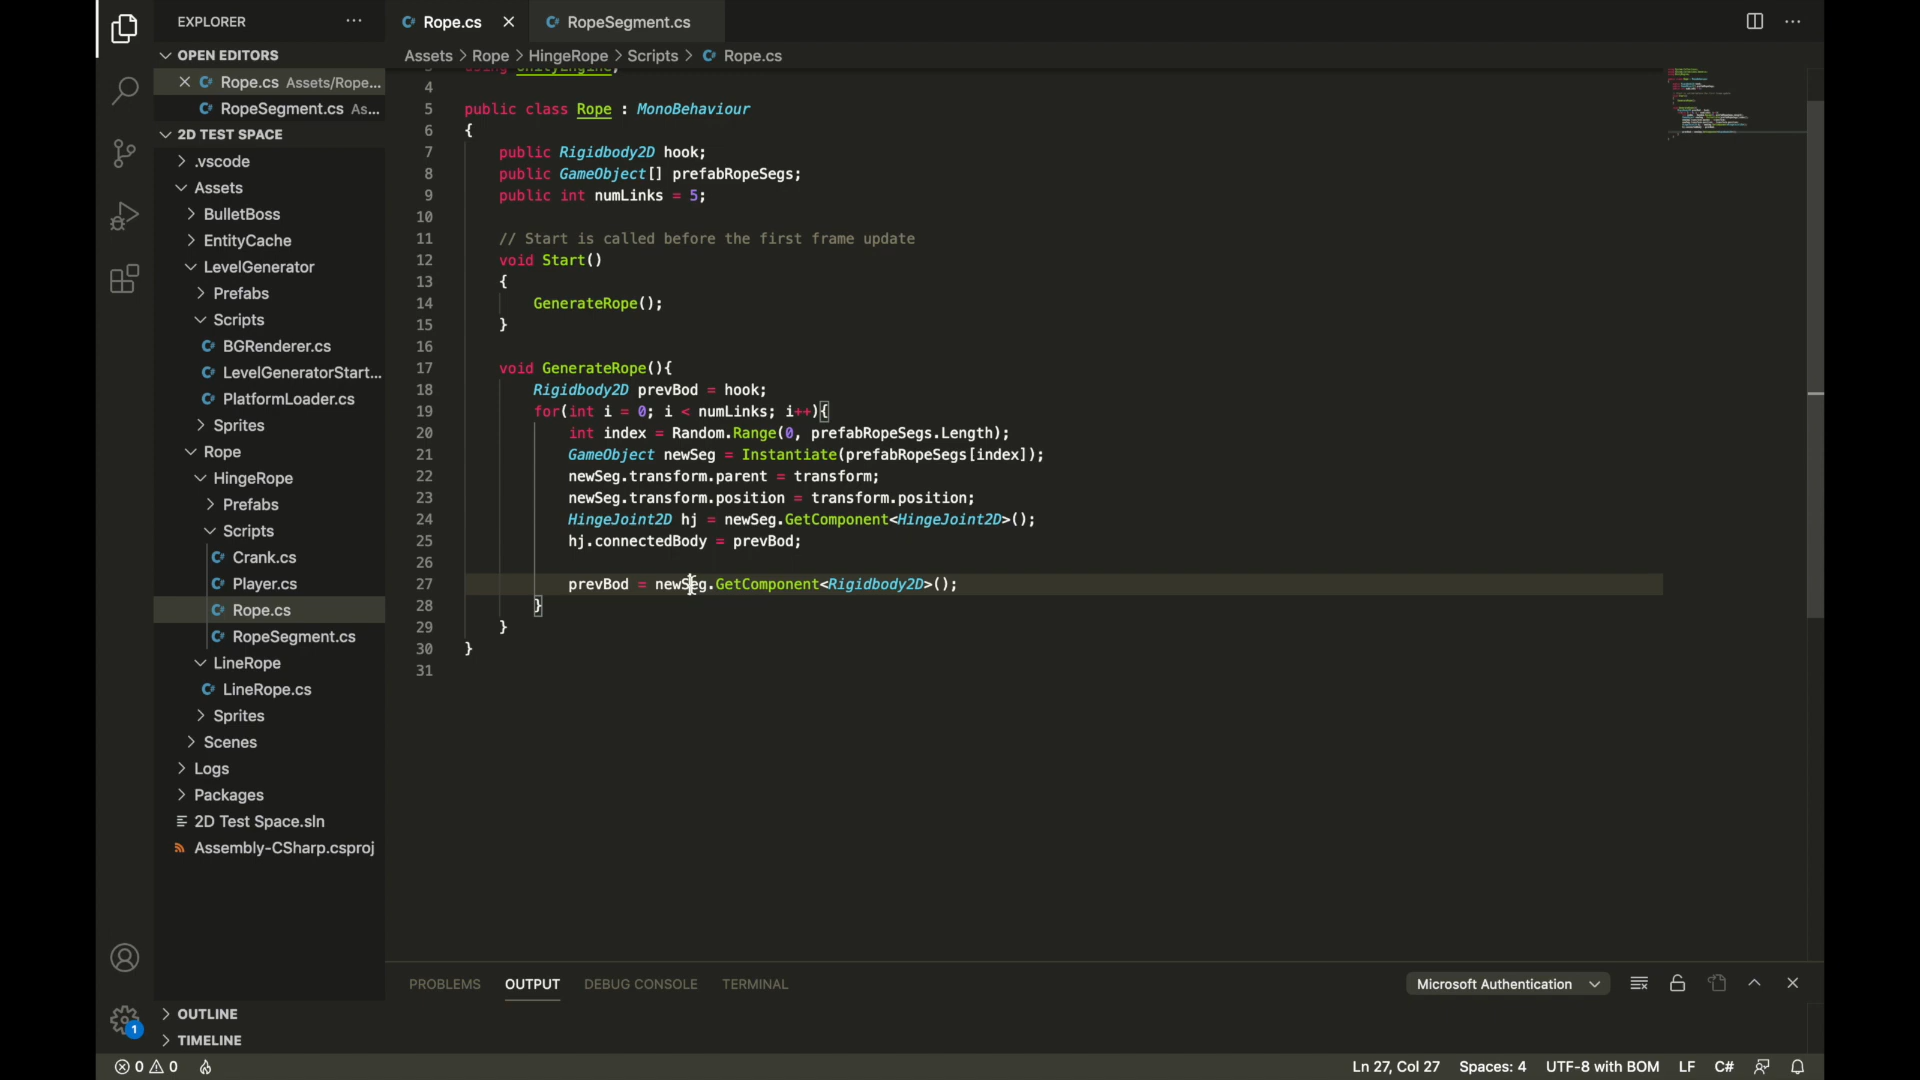 EXPLORER
Rope.cs
RopeSegment.cs
OPEN EDITORS
Assets > Rope > HingeRope > Scripts > Rope.cs
Rope.cs Assets/Rope...
RopeSegment.cs As...
2D TEST SPACE
.vscode
Assets
BulletBoss
EntityCache
LevelGenerator
Prefabs
Scripts
BGRenderer.cs
LevelGeneratorStart...
PlatformLoader.cs
Sprites
Rope
HingeRope
Prefabs
Scripts
Crank.cs
Player.cs
Rope.cs
RopeSegment.cs
LineRope
LineRope.cs
Sprites
Scenes
Logs
Packages
2D Test Space.sln
Assembly-CSharp.csproj
OUTLINE
TIMELINE
using UnityEngine;
4
5 public class Rope : MonoBehaviour
6 {
7 public Rigidbody2D hook;
8 public GameObject[] prefabRopeSegs;
9 public int numLinks = 5;
10
11 // Start is called before the first frame update
12 void Start()
13 {
14 GenerateRope();
15 }
16
17 void GenerateRope(){
18 Rigidbody2D prevBod = hook;
19 for(int i = 0; i < numLinks; i++){
20 int index = Random.Range(0, prefabRopeSegs.Length);
21 GameObject newSeg = Instantiate(prefabRopeSegs[index]);
22 newSeg.transform.parent = transform;
23 newSeg.transform.position = transform.position;
24 HingeJoint2D hj = newSeg.GetComponent<HingeJoint2D>();
25 hj.connectedBody = prevBod;
26
27 prevBod = newSeg.GetComponent<Rigidbody2D>();
28 }
29 }
30 }
31
PROBLEMS OUTPUT DEBUG CONSOLE TERMINAL
Microsoft Authentication
1
0 0
Ln 27, Col 27 Spaces: 4 UTF-8 with BOM LF C#